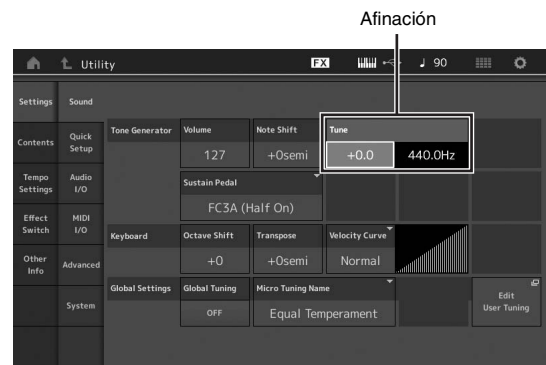 Afinación
Utility FX 90
Settings Sound
Tone Generator Volume Note Shift Tune
127 +0semi +0.0 440.0Hz
Contents Quick Setup
Sustain Pedal
FC3A (Half On)
Tempo Settings Audio I/O
Effect Switch MIDI I/O
Keyboard Octave Shift Transpose Velocity Curve
+0 +0semi Normal
Other Info Advanced
Global Settings Global Tuning Micro Tuning Name
OFF Equal Temperament Edit User Tuning
System